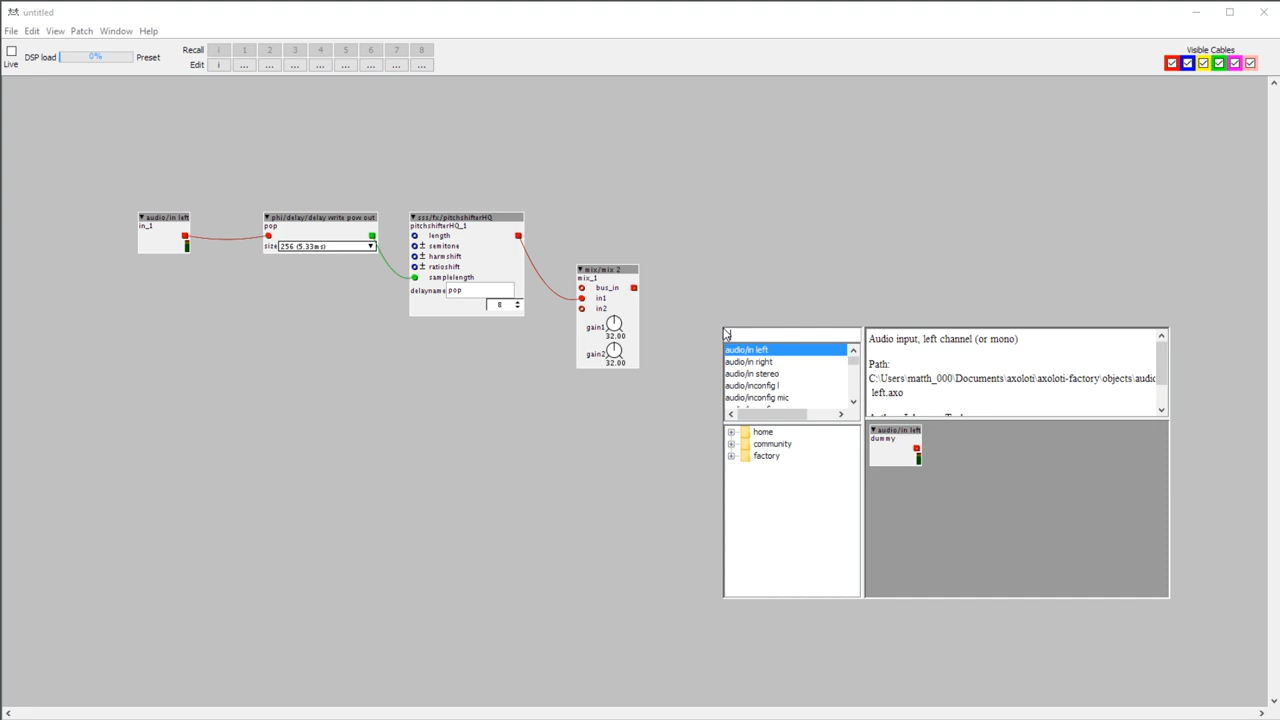 untitled
File Edit View Patch Window Help
Live
DSP load 0% Preset
Recall i 1 2 3 4 5 6 7 8
Edit i ... ... ... ... ... ... ... ...
Visible Cables
audio/in left
in_1
phi/delay/delay write pow out
pop
size 256 (5.33ms)
sss/fx/pitchshifterHQ
pitchshifterHQ_1
length
± semitone
± harmshift
± ratioshift
samplelength
delayname pop
8
mix/mix 2
mix_1
bus_in
in1
in2
gain1
32.00
gain2
32.00
audio/in left
audio/in right
audio/in stereo
audio/inconfig l
audio/inconfig mic
home
community
factory
Audio input, left channel (or mono)
Path:
C:\Users\matth_000\Documents\axoloti\axoloti-factory\objects\audio
left.axo
audio/in left
dummy